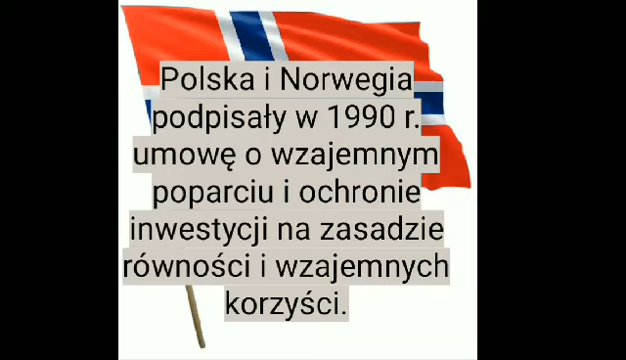 Polska i Norwegia
podpisały w 1990 r.
umowę o wzajemnym
poparciu i ochronie
inwestycji na zasadzie
równości i wzajemnych
korzyści.